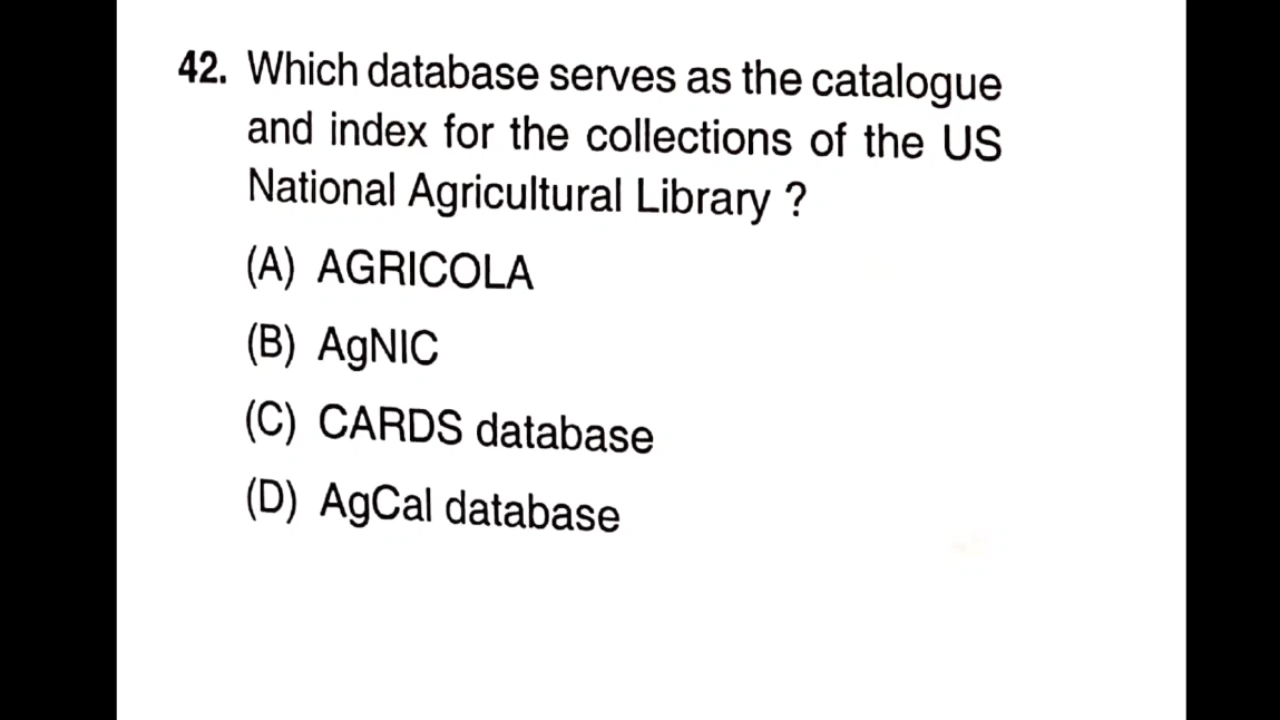 42. Which database serves as the catalogue
and index for the collections of the US
National Agricultural Library ?
(A) AGRICOLA
(B) AgNIC
(C) CARDS database
(D) AgCal database